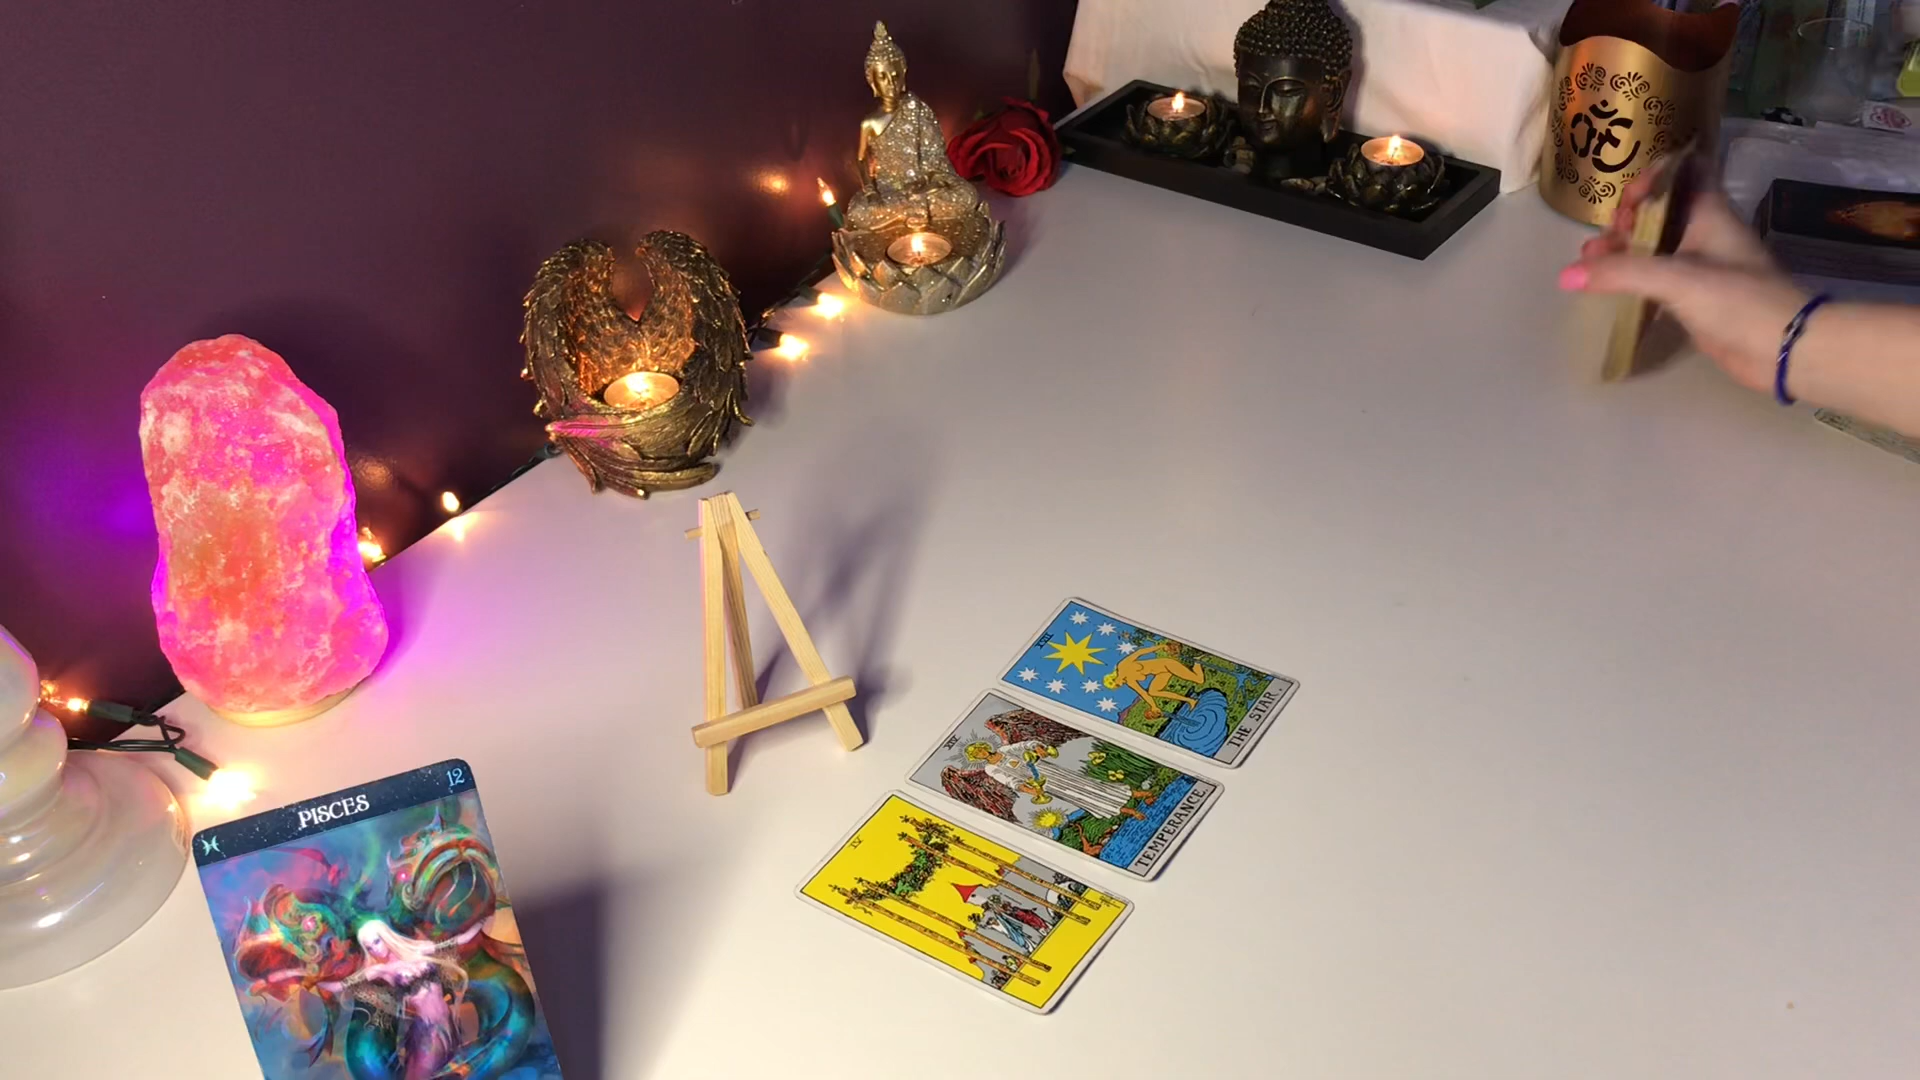 PISCES
12
XVII
THE STAR.
XIV
TEMPERANCE.
IV